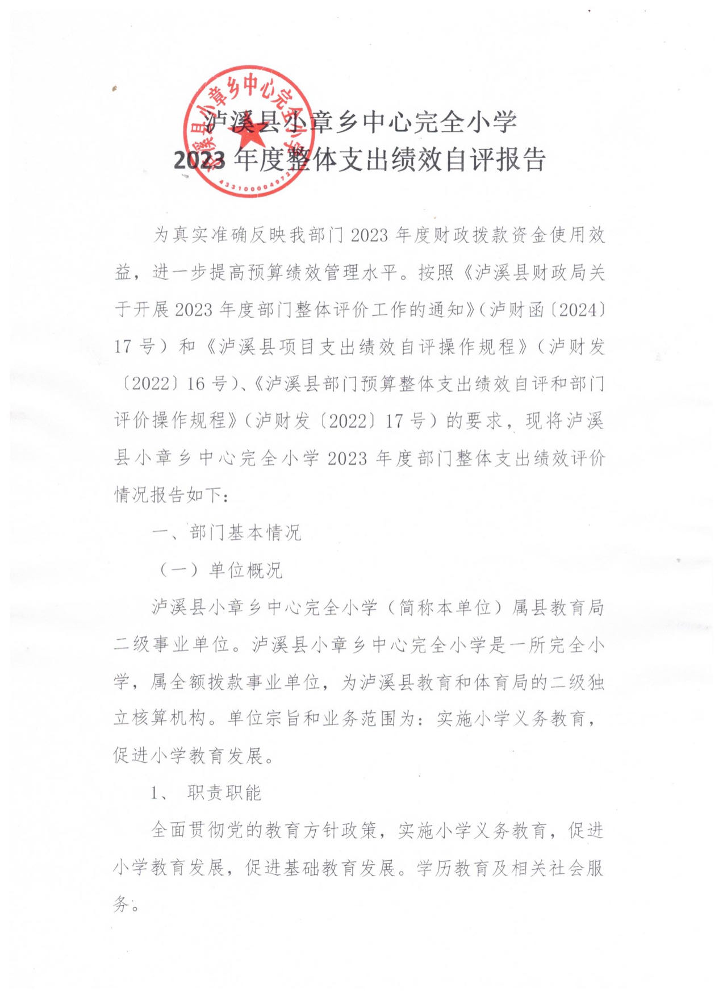 泸溪县小章乡中心完全小学
2023 年度整体支出绩效自评报告
泸溪县小章乡中心完全小学
4331000049727
为真实准确反映我部门 2023 年度财政拨款资金使用效
益，进一步提高预算绩效管理水平。按照《泸溪县财政局关
于开展 2023 年度部门整体评价工作的通知》（泸财函〔2024〕
17 号）和《泸溪县项目支出绩效自评操作规程》（泸财发
〔2022〕16 号）、《泸溪县部门预算整体支出绩效自评和部门
评价操作规程》（泸财发〔2022〕17 号）的要求，现将泸溪
县小章乡中心完全小学 2023 年度部门整体支出绩效评价
情况报告如下：
一、部门基本情况
（一）单位概况
泸溪县小章乡中心完全小学（简称本单位）属县教育局
二级事业单位。泸溪县小章乡中心完全小学是一所完全小
学，属全额拨款事业单位，为泸溪县教育和体育局的二级独
立核算机构。单位宗旨和业务范围为：实施小学义务教育，
促进小学教育发展。
1、 职责职能
全面贯彻党的教育方针政策，实施小学义务教育，促进
小学教育发展，促进基础教育发展。学历教育及相关社会服
务。